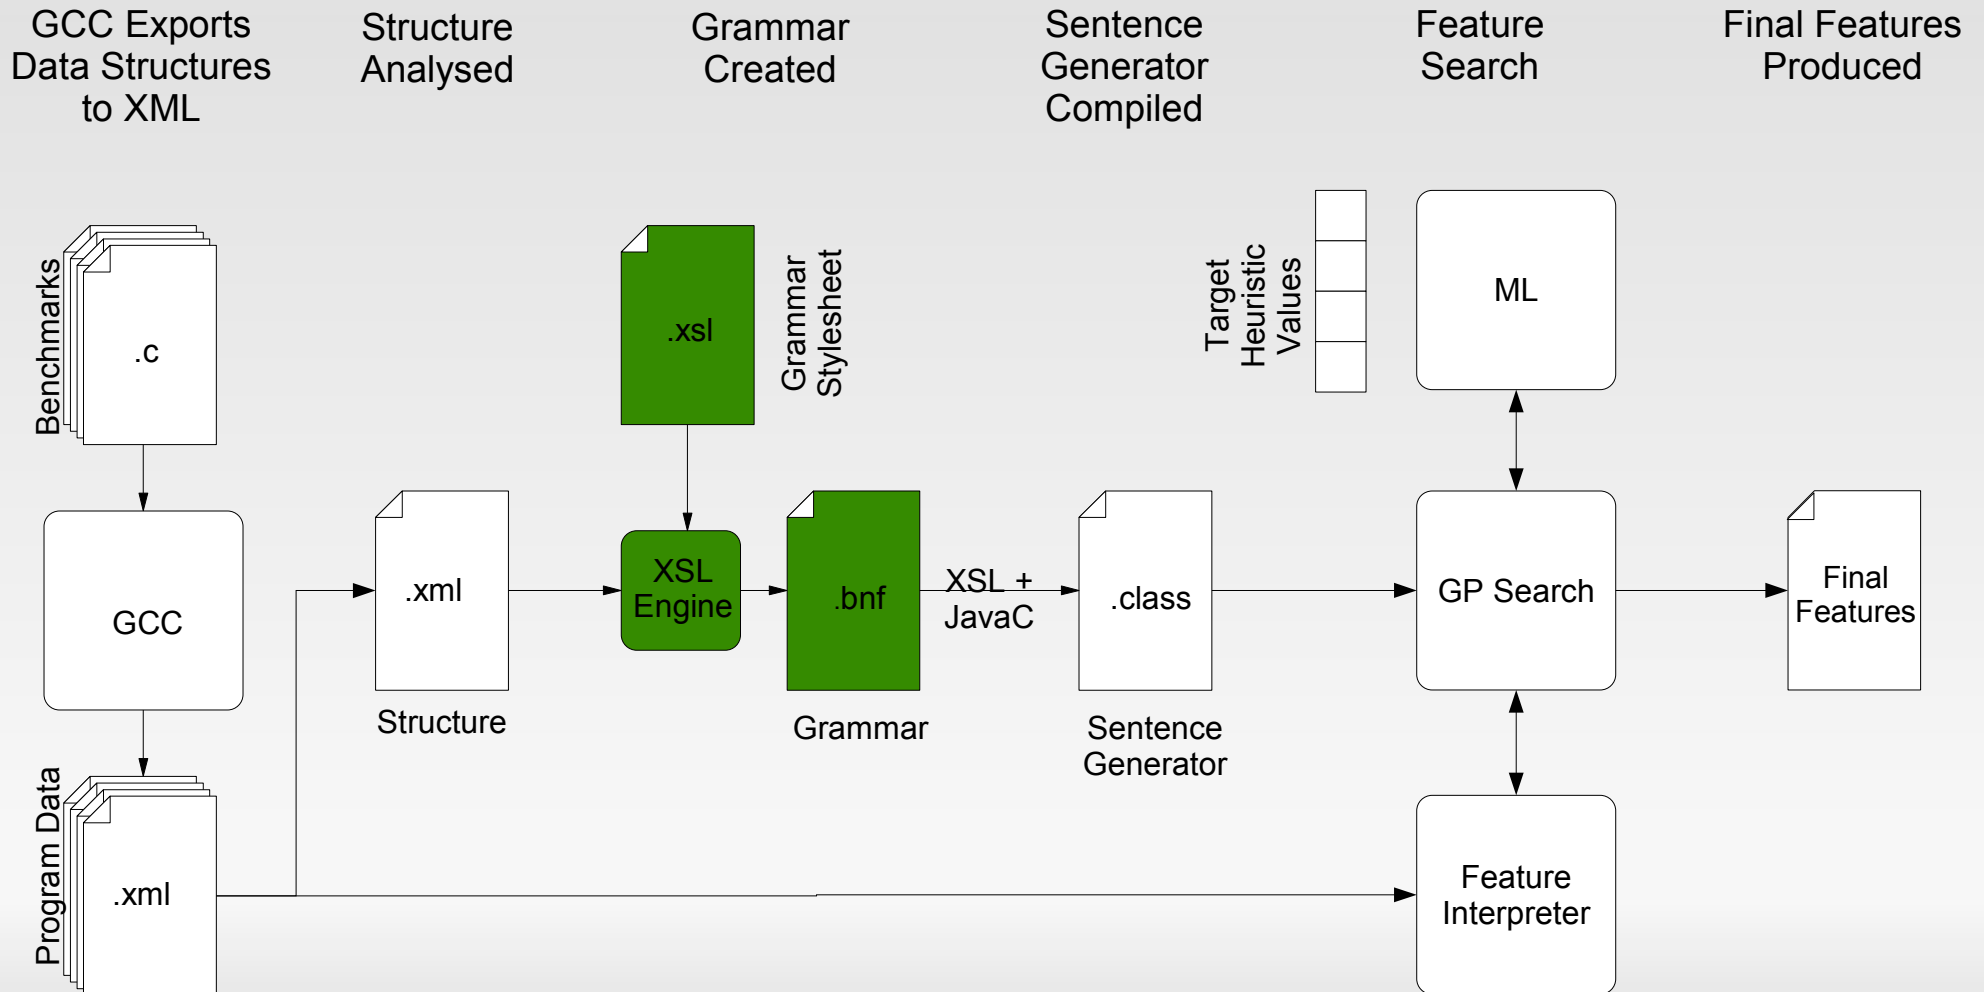 GCC Exports
Data Structures
to XML
Structure
Analysed
Grammar
Created
Sentence
Generator
Compiled
Feature
Search
Final Features
Produced
Benchmarks
.c
.xsl
Grammar
Stylesheet
Target
Heuristic
Values
ML
GCC
.xml
Structure
XSL
Engine
.bnf
Grammar
XSL +
JavaC
.class
Sentence
Generator
GP Search
Final
Features
Program Data
.xml
Feature
Interpreter